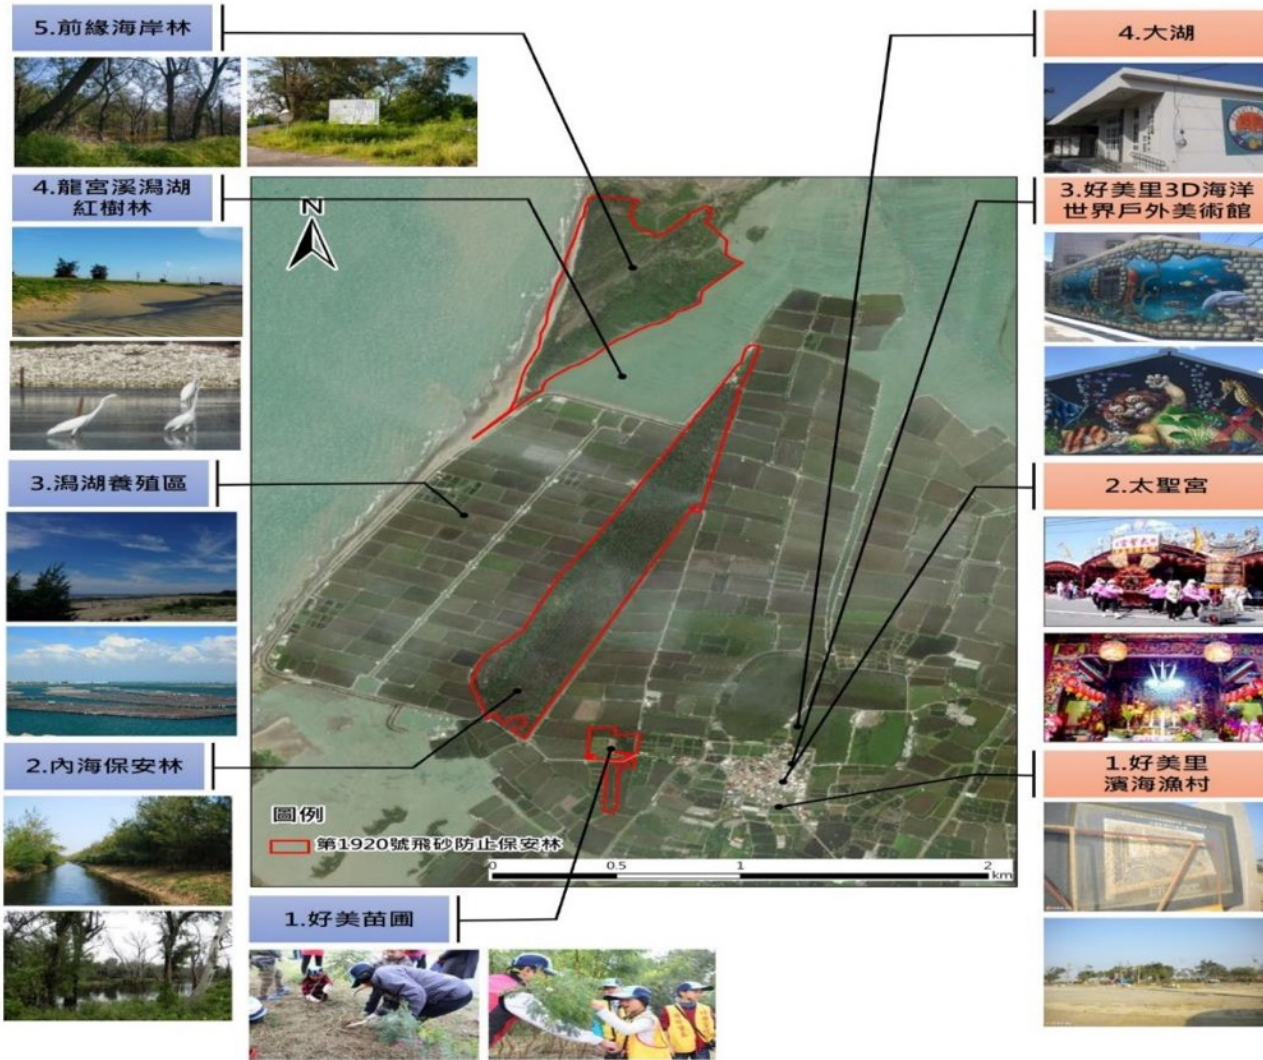 5.前緣海岸林
4.龍宮溪潟湖
紅樹林
3.潟湖養殖區
2.內海保安林
1.好美苗圃
N
圖例
第1920號飛砂防止保安林
0
0.5
1
2
km
4.大湖
3.好美里3D海洋
世界戶外美術館
2.太聖宮
1.好美里
濱海漁村